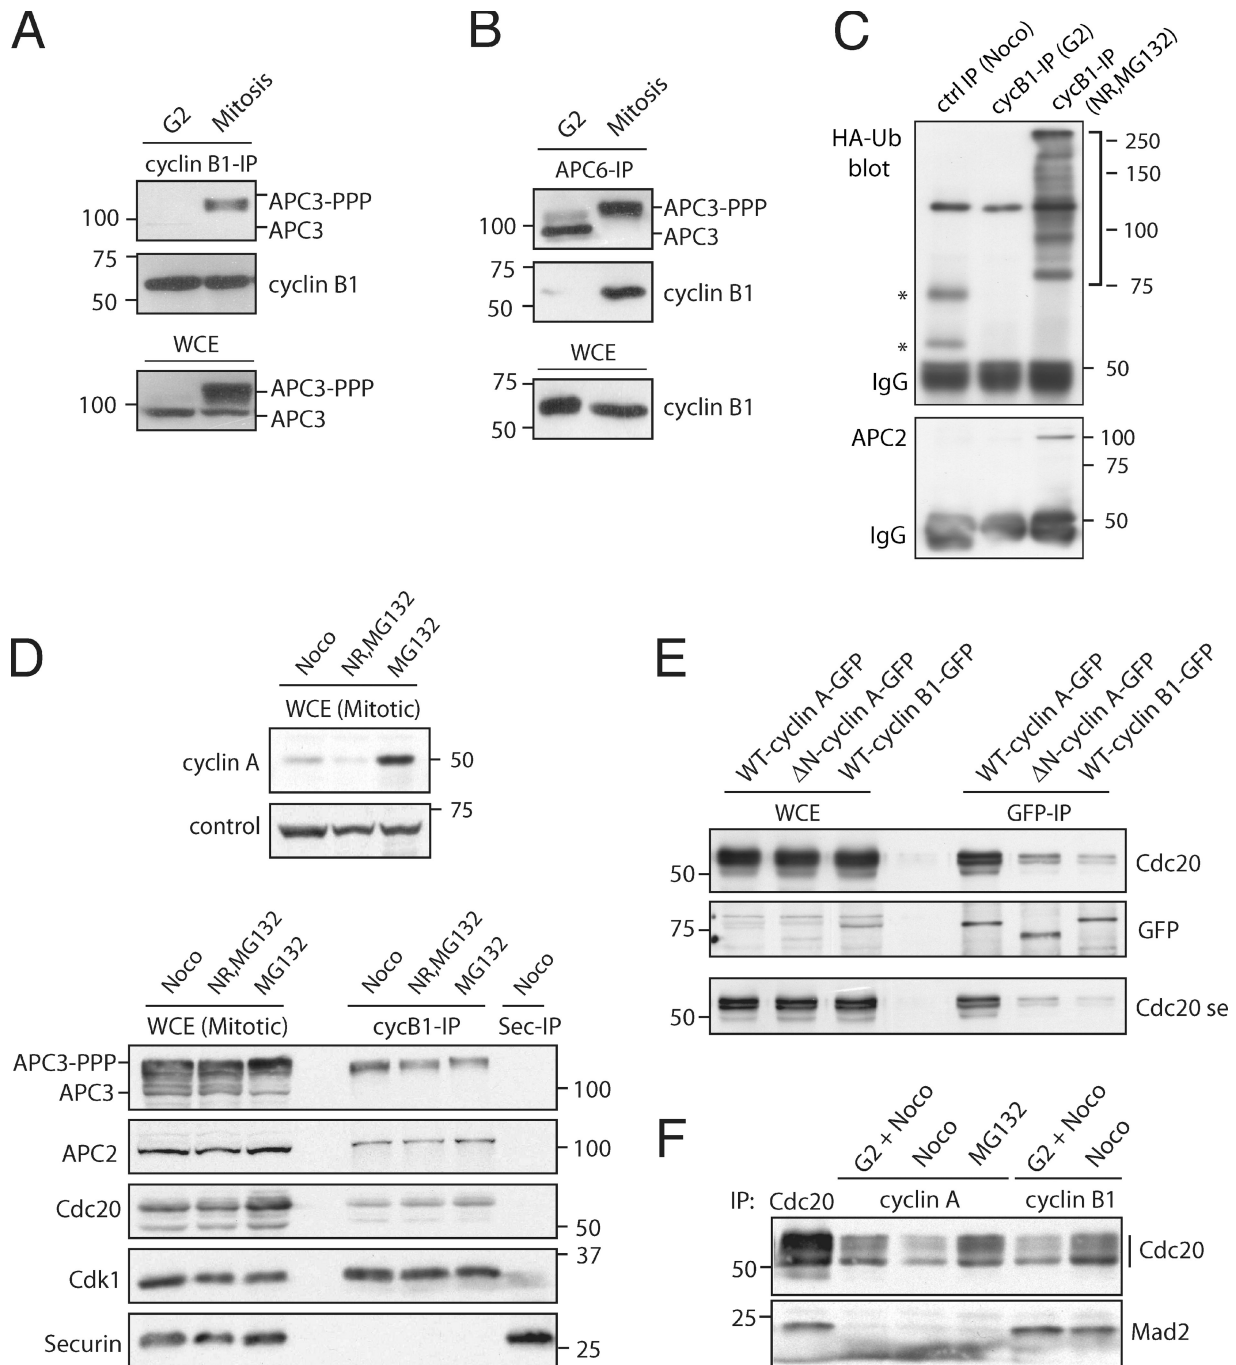 A
G2
Mitosis
cyclin B1-IP
APC3-PPP
100
APC3
75
cyclin B1
50
WCE
APC3-PPP
100
APC3
B
G2
Mitosis
APC6-IP
APC3-PPP
100
APC3
75
cyclin B1
50
WCE
75
cyclin B1
50
C
ctrl IP (Noco)
cycB1-IP (G2)
cycB1-IP
(NR,MG132)
HA-Ub
blot
250
150
100
75
*
*
IgG
50
APC2
100
75
50
IgG
D
Noco
NR,MG132
MG132
WCE (Mitotic)
cyclin A
50
75
control
Noco
NR,MG132
MG132
Noco
NR,MG132
MG132
Noco
WCE (Mitotic)
cycB1-IP
Sec-IP
APC3-PPP
APC3
100
APC2
100
Cdc20
50
37
Cdk1
Securin
25
E
WT-cyclin A-GFP
ΔN-cyclin A-GFP
WT-cyclin B1-GFP
WT-cyclin A-GFP
ΔN-cyclin A-GFP
WT-cyclin B1-GFP
WCE
GFP-IP
50
Cdc20
75
GFP
50
Cdc20 se
F
G2 + Noco
Noco
MG132
G2 + Noco
Noco
IP: Cdc20
cyclin A
cyclin B1
50
Cdc20
25
Mad2